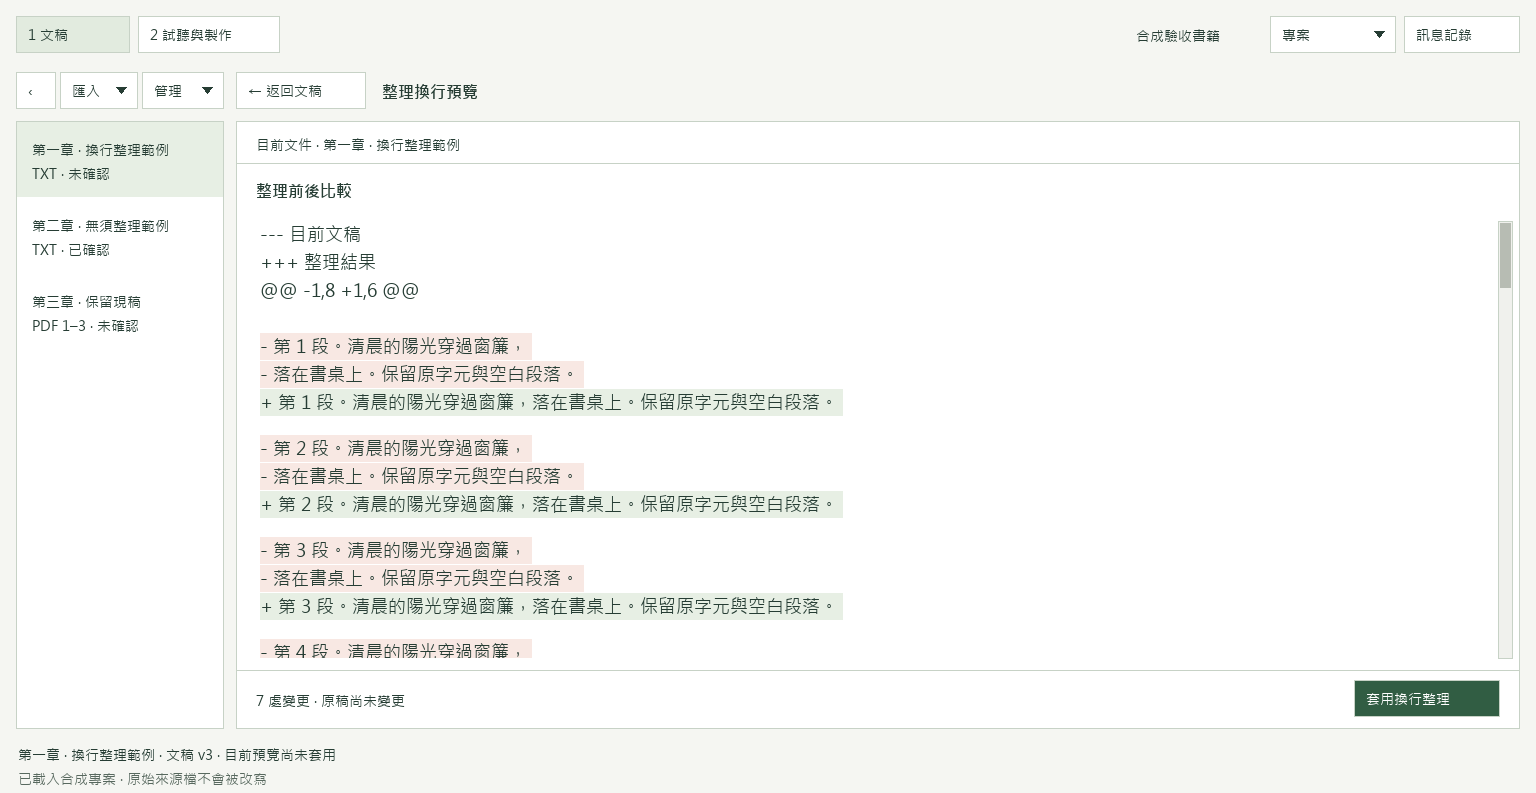 1 文稿
2 試聽與製作
合成驗收書籍
專案
訊息記錄
‹
匯入
管理
← 返回文稿
整理換行預覽
第一章 · 換行整理範例
TXT · 未確認
第二章 · 無須整理範例
TXT · 已確認
第三章 · 保留現稿
PDF 1–3 · 未確認
目前文件 · 第一章 · 換行整理範例
整理前後比較
--- 目前文稿
+++ 整理結果
@@ -1,8 +1,6 @@
- 第 1 段。清晨的陽光穿過窗簾，
- 落在書桌上。保留原字元與空白段落。
+ 第 1 段。清晨的陽光穿過窗簾，落在書桌上。保留原字元與空白段落。
- 第 2 段。清晨的陽光穿過窗簾，
- 落在書桌上。保留原字元與空白段落。
+ 第 2 段。清晨的陽光穿過窗簾，落在書桌上。保留原字元與空白段落。
- 第 3 段。清晨的陽光穿過窗簾，
- 落在書桌上。保留原字元與空白段落。
+ 第 3 段。清晨的陽光穿過窗簾，落在書桌上。保留原字元與空白段落。
- 第 4 段。清晨的陽光穿過窗簾，
7 處變更 · 原稿尚未變更
套用換行整理
第一章 · 換行整理範例 · 文稿 v3 · 目前預覽尚未套用
已載入合成專案 · 原始來源檔不會被改寫